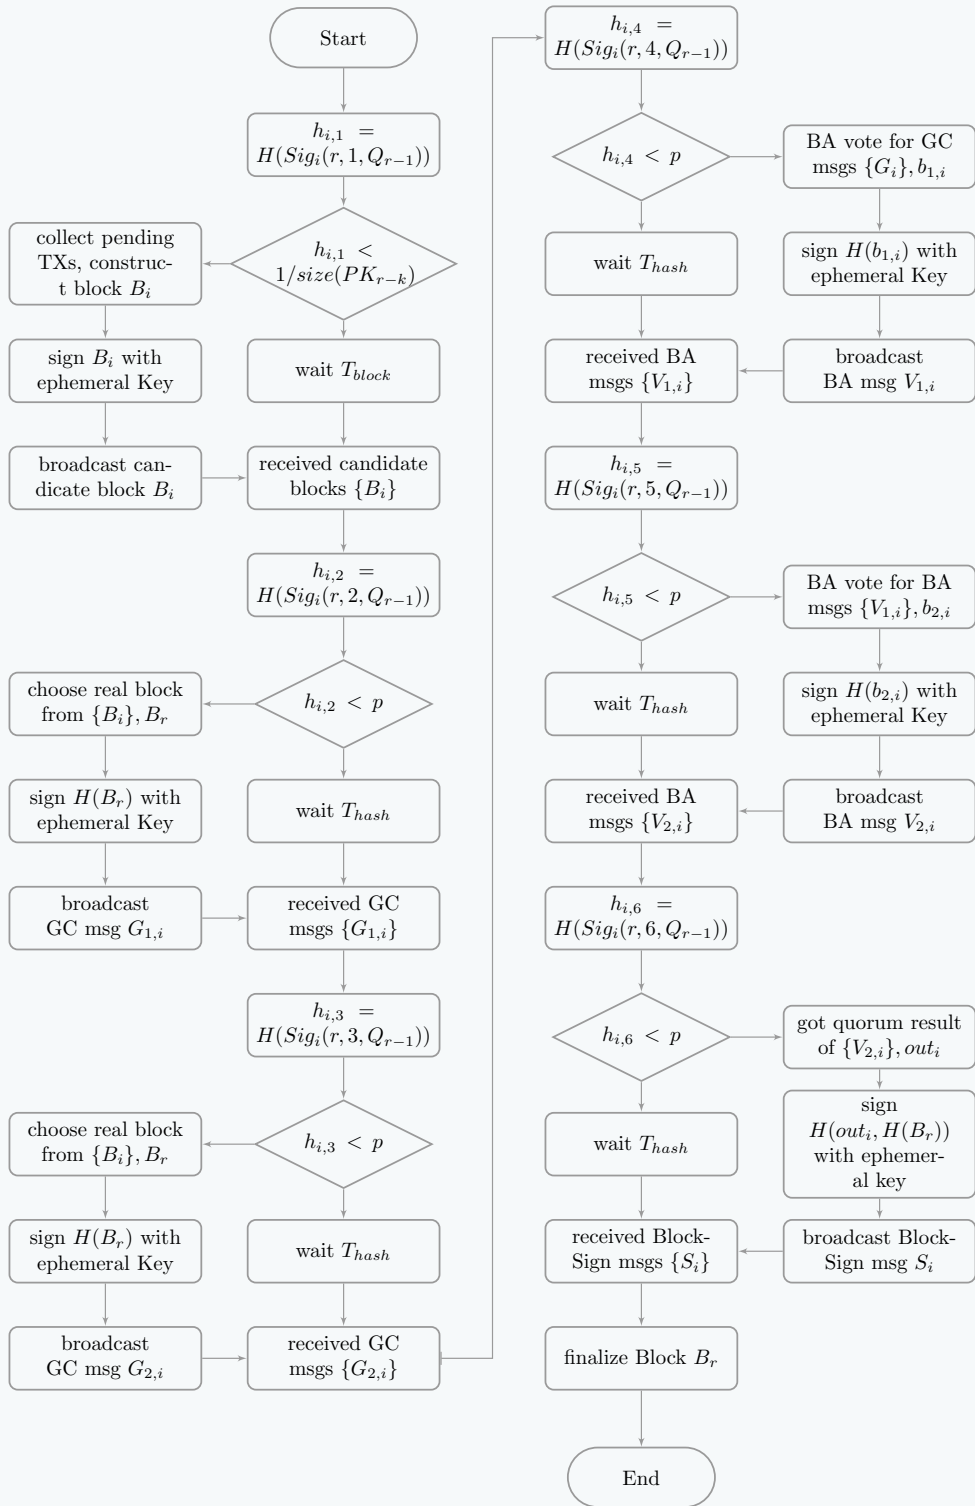 Start
h_{i,1} =
H(Sig_i(r, 1, Q_{r−1}))
h_{i,1} <
1/size(PK_{r−k})
collect pending
TXs, construc-
t block B_i
sign B_i with
ephemeral Key
broadcast can-
dicate block B_i
wait T_{block}
received candidate
blocks {B_i}
h_{i,2} =
H(Sig_i(r, 2, Q_{r−1}))
h_{i,2} < p
choose real block
from {B_i}, B_r
sign H(B_r) with
ephemeral Key
broadcast
GC msg G_{1,i}
wait T_{hash}
received GC
msgs {G_{1,i}}
h_{i,3} =
H(Sig_i(r, 3, Q_{r−1}))
h_{i,3} < p
choose real block
from {B_i}, B_r
sign H(B_r) with
ephemeral Key
broadcast
GC msg G_{2,i}
wait T_{hash}
received GC
msgs {G_{2,i}}
h_{i,4} =
H(Sig_i(r, 4, Q_{r−1}))
h_{i,4} < p
BA vote for GC
msgs {G_i}, b_{1,i}
sign H(b_{1,i}) with
ephemeral Key
broadcast
BA msg V_{1,i}
wait T_{hash}
received BA
msgs {V_{1,i}}
h_{i,5} =
H(Sig_i(r, 5, Q_{r−1}))
h_{i,5} < p
BA vote for BA
msgs {V_{1,i}}, b_{2,i}
sign H(b_{2,i}) with
ephemeral Key
broadcast
BA msg V_{2,i}
wait T_{hash}
received BA
msgs {V_{2,i}}
h_{i,6} =
H(Sig_i(r, 6, Q_{r−1}))
h_{i,6} < p
got quorum result
of {V_{2,i}}, out_i
sign
H(out_i, H(B_r))
with ephemer-
al key
broadcast Block-
Sign msg S_i
wait T_{hash}
received Block-
Sign msgs {S_i}
finalize Block B_r
End